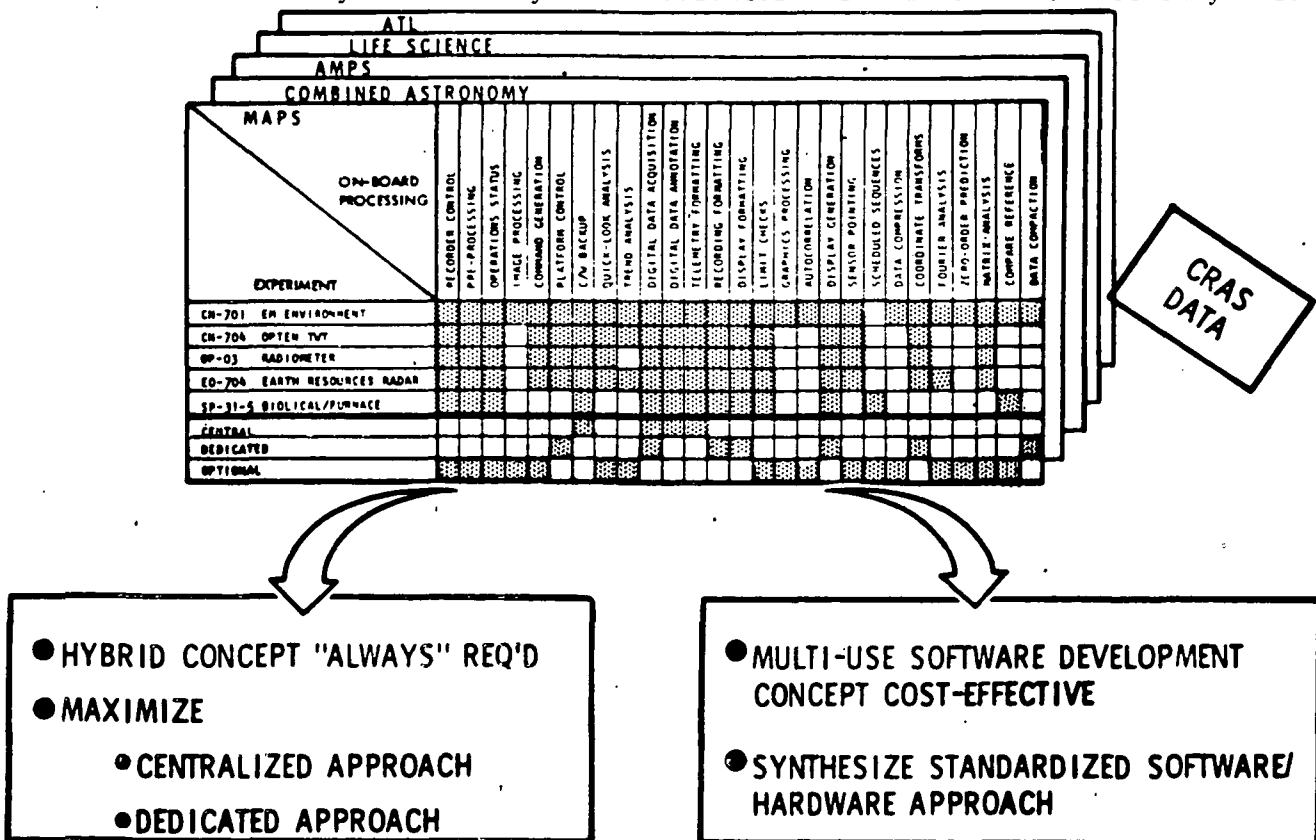 ATL
LIFE SCIENCE
AMPS
COMBINED ASTRONOMY
MAPS
ON-BOARD
PROCESSING
EXPERIMENT
RECORDER CONTROL
PRE-PROCESSING
OPERATIONS STATUS
IMAGE PROCESSING
COMMAND GENERATION
PLATFORM CONTROL
C/W BACKUP
QUICK-LOOK ANALYSIS
TREND ANALYSIS
DIGITAL DATA ACQUISITION
DIGITAL DATA ANNOTATION
TELEMETRY FORMATTING
RECORDING FORMATTING
DISPLAY FORMATTING
LIMIT CHECKS
GRAPHICS PROCESSING
AUTOCORRELATION
DISPLAY GENERATION
SENSOR POINTING
SCHEDULED SEQUENCES
DATA COMPRESSION
COORDINATE TRANSFORMS
FOURIER ANALYSIS
ZERO-ORDER PREDICTION
MATRIX ANALYSIS
COMPARE REFERENCE
DATA COMPACTION
CN-701 EM ENVIRONMENT
CN-704 OPTEN TWT
OP-03 RADIOMETER
EO-704 EARTH RESOURCES RADAR
SP-31-S BIOLICAL/FURNACE
CENTRAL
DEDICATED
OPTIONAL
CRAS
DATA
● HYBRID CONCEPT "ALWAYS" REQ'D
● MAXIMIZE
● CENTRALIZED APPROACH
● DEDICATED APPROACH
● MULTI-USE SOFTWARE DEVELOPMENT
CONCEPT COST-EFFECTIVE
● SYNTHESIZE STANDARDIZED SOFTWARE/
HARDWARE APPROACH